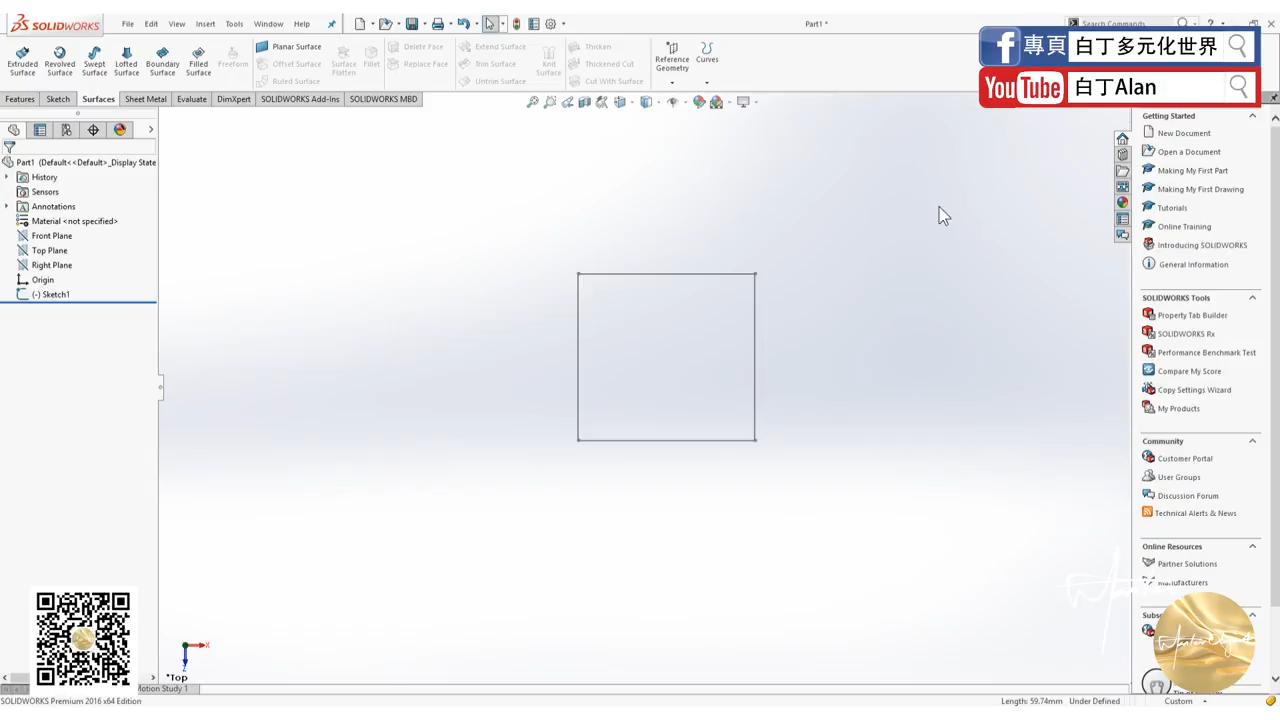 SOLIDWORKS
File Edit View Insert Tools Window Help
Part1 *
Search Commands
專頁 白丁多元化世界
YouTube 白丁Alan
Extruded Surface
Revolved Surface
Swept Surface
Lofted Surface
Boundary Surface
Filled Surface
Freeform
Planar Surface
Offset Surface
Ruled Surface
Surface Flatten
Fillet
Delete Face
Replace Face
Extend Surface
Trim Surface
Untrim Surface
Knit Surface
Thicken
Thickened Cut
Cut With Surface
Reference Geometry
Curves
Features Sketch Surfaces Sheet Metal Evaluate DimXpert SOLIDWORKS Add-Ins SOLIDWORKS MBD
Part1 (Default<<Default>_Display State
History
Sensors
Annotations
Material <not specified>
Front Plane
Top Plane
Right Plane
Origin
(-) Sketch1
Getting Started
New Document
Open a Document
Making My First Part
Making My First Drawing
Tutorials
Online Training
Introducing SOLIDWORKS
General Information
SOLIDWORKS Tools
Property Tab Builder
SOLIDWORKS Rx
Performance Benchmark Test
Compare My Score
Copy Settings Wizard
My Products
Community
Customer Portal
User Groups
Discussion Forum
Technical Alerts & News
Online Resources
Partner Solutions
Manufacturers
X
Z
*Top
Motion Study 1
SOLIDWORKS Premium 2016 x64 Edition
Length: 59.74mm Under Defined
Custom